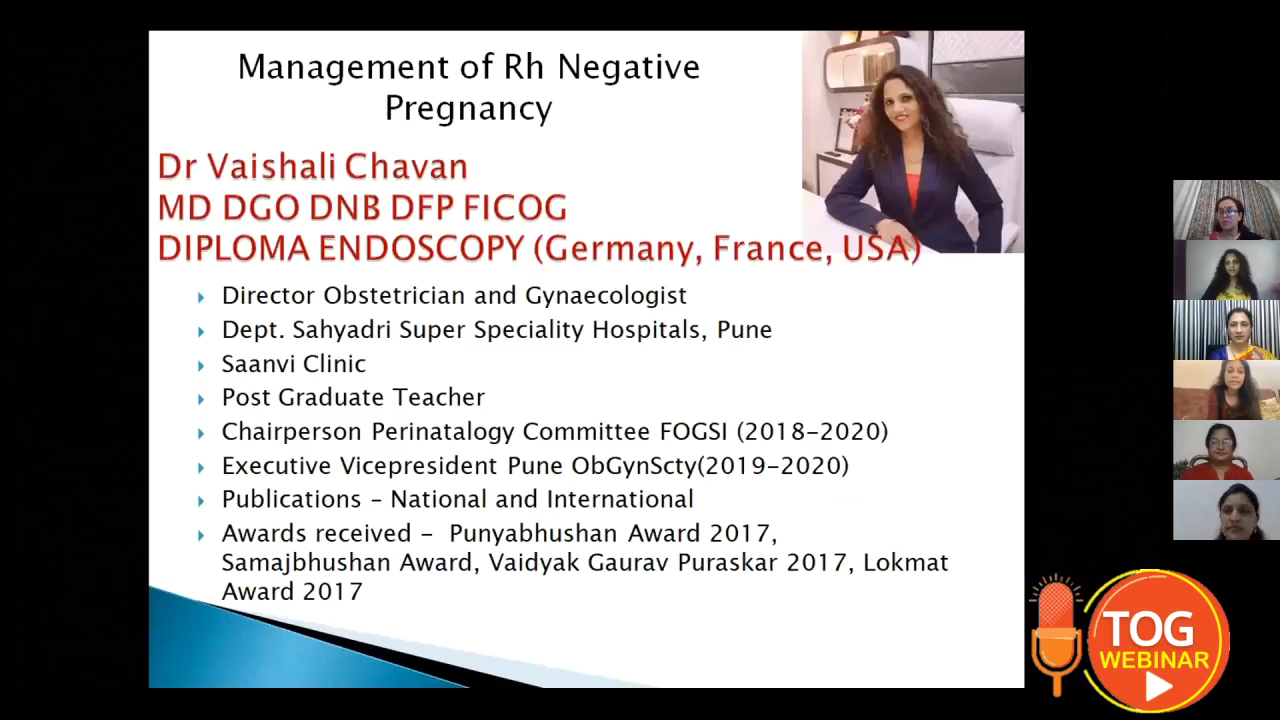 Management of Rh Negative
Pregnancy
Dr Vaishali Chavan
MD DGO DNB DFP FICOG
DIPLOMA ENDOSCOPY (Germany, France, USA)
Director Obstetrician and Gynaecologist
Dept. Sahyadri Super Speciality Hospitals, Pune
Saanvi Clinic
Post Graduate Teacher
Chairperson Perinatalogy Committee FOGSI (2018-2020)
Executive Vicepresident Pune ObGynScty(2019-2020)
Publications – National and International
Awards received – Punyabhushan Award 2017,
Samajbhushan Award, Vaidyak Gaurav Puraskar 2017, Lokmat
Award 2017
TOG
WEBINAR